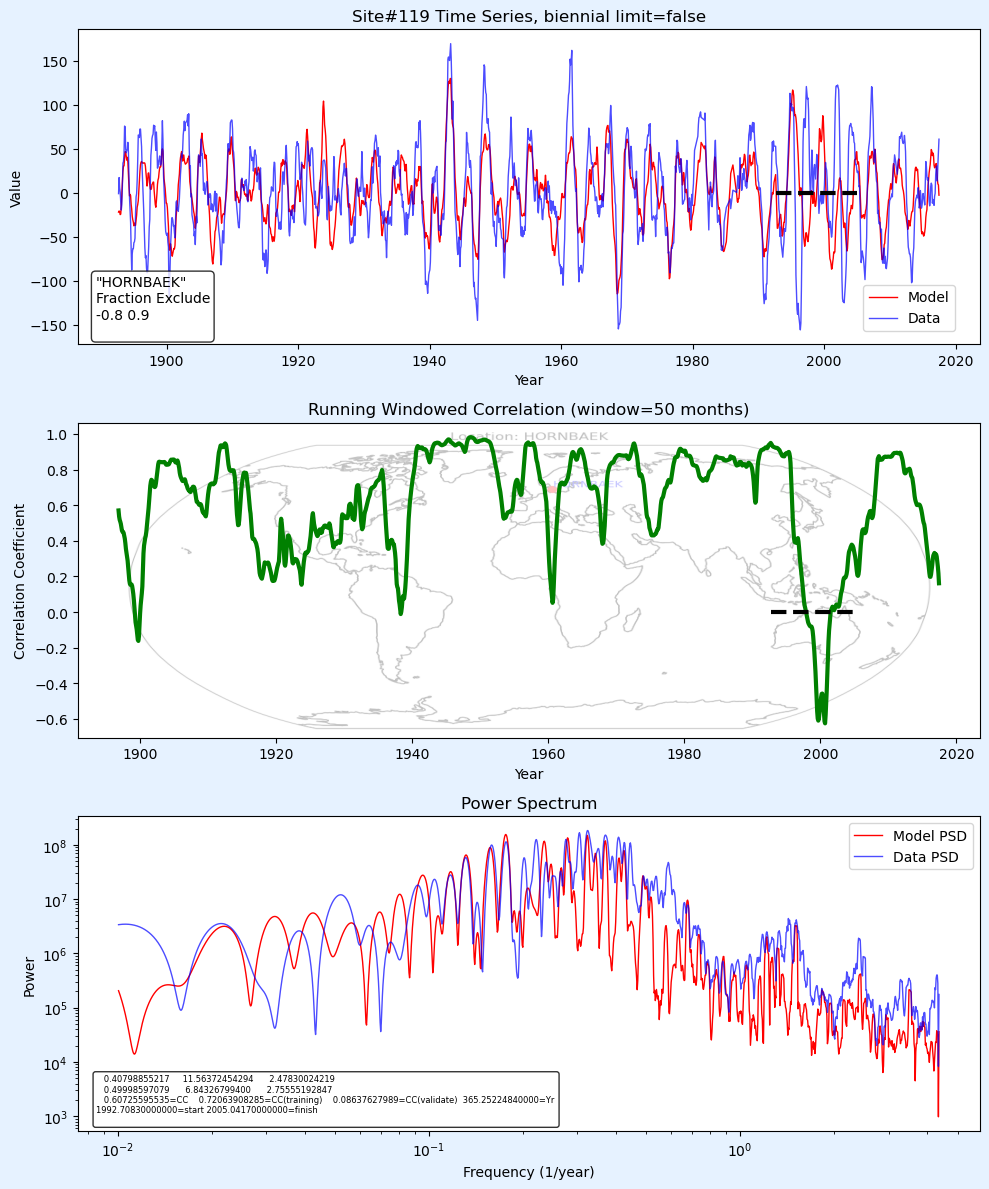 Site#119 Time Series, biennial limit=false
Value
150
100
50
0
−50
−100
−150
"HORNBAEK"
Fraction Exclude
-0.8 0.9
Model
Data
1900
1920
1940
1960
1980
2000
2020
Year
Running Windowed Correlation (window=50 months)
Location: HORNBAEK
HORNBAEK
Correlation Coefficient
1.0
0.8
0.6
0.4
0.2
0.0
−0.2
−0.4
−0.6
1900
1920
1940
1960
1980
2000
2020
Year
Power Spectrum
Model PSD
Data PSD
Power
10⁸
10⁷
10⁶
10⁵
10⁴
10³
0.40798855217 11.56372454294 2.47830024219
0.49998597079 6.84326799400 2.75555192847
0.60725595535=CC 0.72063908285=CC(training) 0.08637627989=CC(validate) 365.25224840000=Yr
1992.70830000000=start 2005.04170000000=finish
10⁻²
10⁻¹
10⁰
Frequency (1/year)